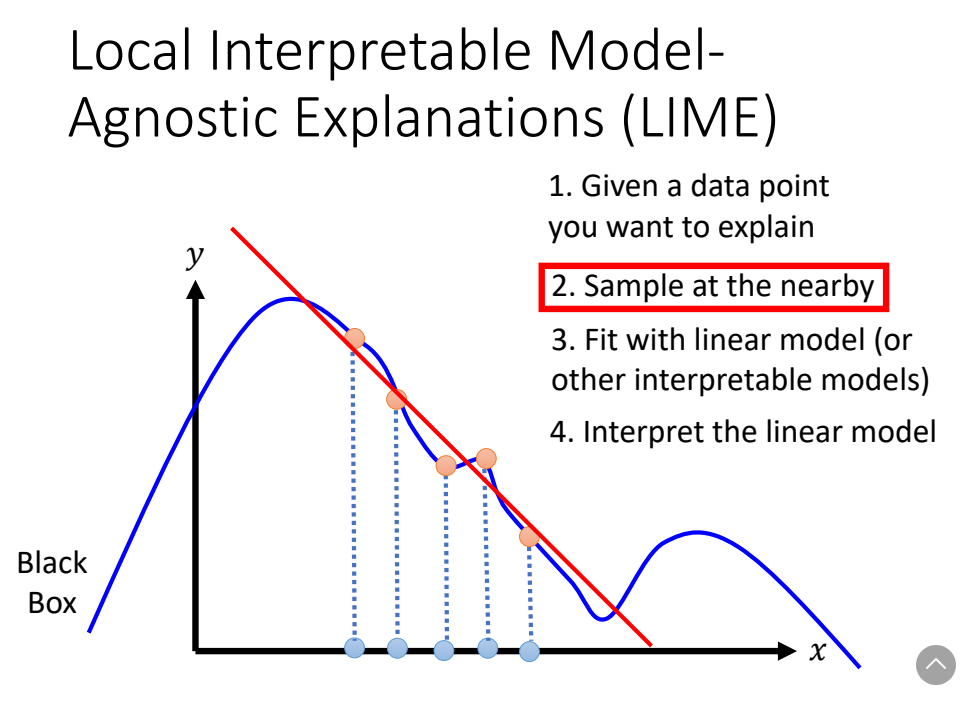 Local Interpretable Model-
Agnostic Explanations (LIME)
1. Given a data point
you want to explain
2. Sample at the nearby
3. Fit with linear model (or
other interpretable models)
4. Interpret the linear model
y
Black
Box
x